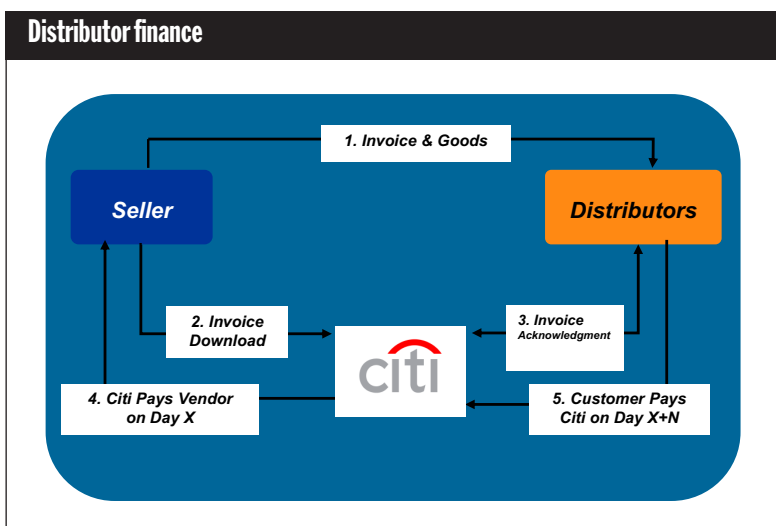 Distributor finance
1. Invoice & Goods
Seller
Distributors
2. Invoice
Download
3. Invoice
Acknowledgment
citi
4. Citi Pays Vendor
on Day X
5. Customer Pays
Citi on Day X+N